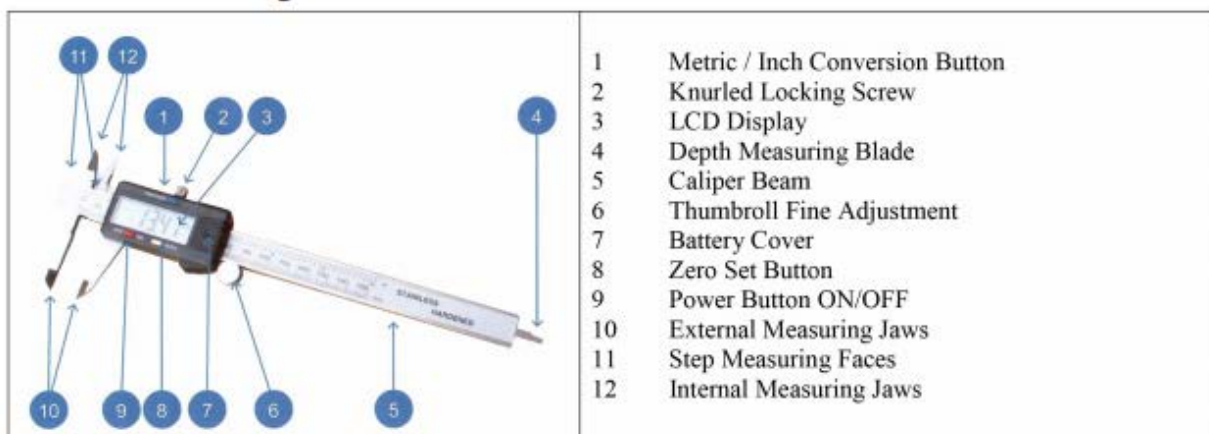 11
12
1
2
3
4
STAINLESS
HARDENED
10
9
8
7
6
5
1 Metric / Inch Conversion Button
2 Knurled Locking Screw
3 LCD Display
4 Depth Measuring Blade
5 Caliper Beam
6 Thumbroll Fine Adjustment
7 Battery Cover
8 Zero Set Button
9 Power Button ON/OFF
10 External Measuring Jaws
11 Step Measuring Faces
12 Internal Measuring Jaws